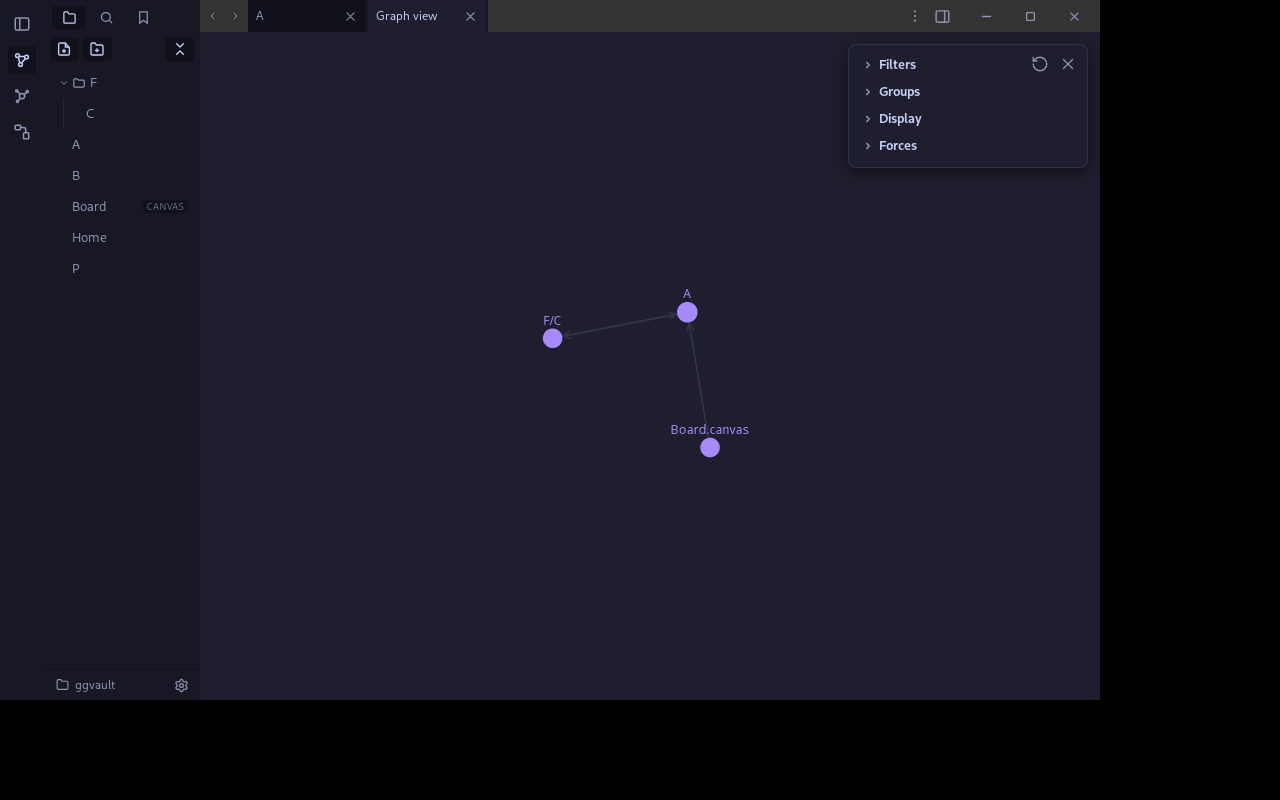 A
Graph view
F
C
A
B
Board CANVAS
Home
P
Filters
Groups
Display
Forces
A
F/C
Board.canvas
ggvault